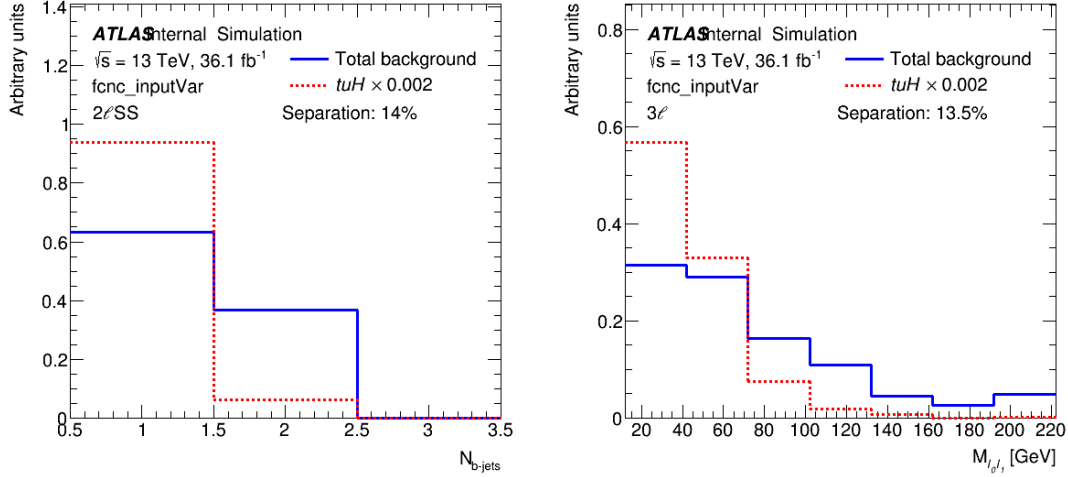 Arbitrary units
1.4
1.2
1
0.8
0.6
0.4
0.2
0
ATLAS Internal Simulation
√s = 13 TeV, 36.1 fb⁻¹
fcnc_inputVar
2ℓSS
Total background
tuH × 0.002
Separation: 14%
0.5 1 1.5 2 2.5 3 3.5
N_b-jets
Arbitrary units
0.8
0.6
0.4
0.2
0
ATLAS Internal Simulation
√s = 13 TeV, 36.1 fb⁻¹
fcnc_inputVar
3ℓ
Total background
tuH × 0.002
Separation: 13.5%
20 40 60 80 100 120 140 160 180 200 220
M_l₀l₁ [GeV]